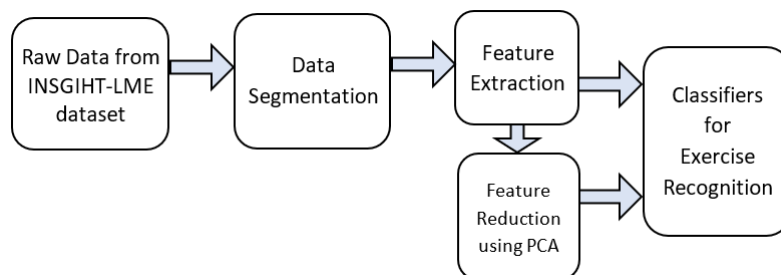 Raw Data from
INSGIHT-LME
dataset
Data
Segmentation
Feature
Extraction
Feature
Reduction
using PCA
Classifiers
for
Exercise
Recognition